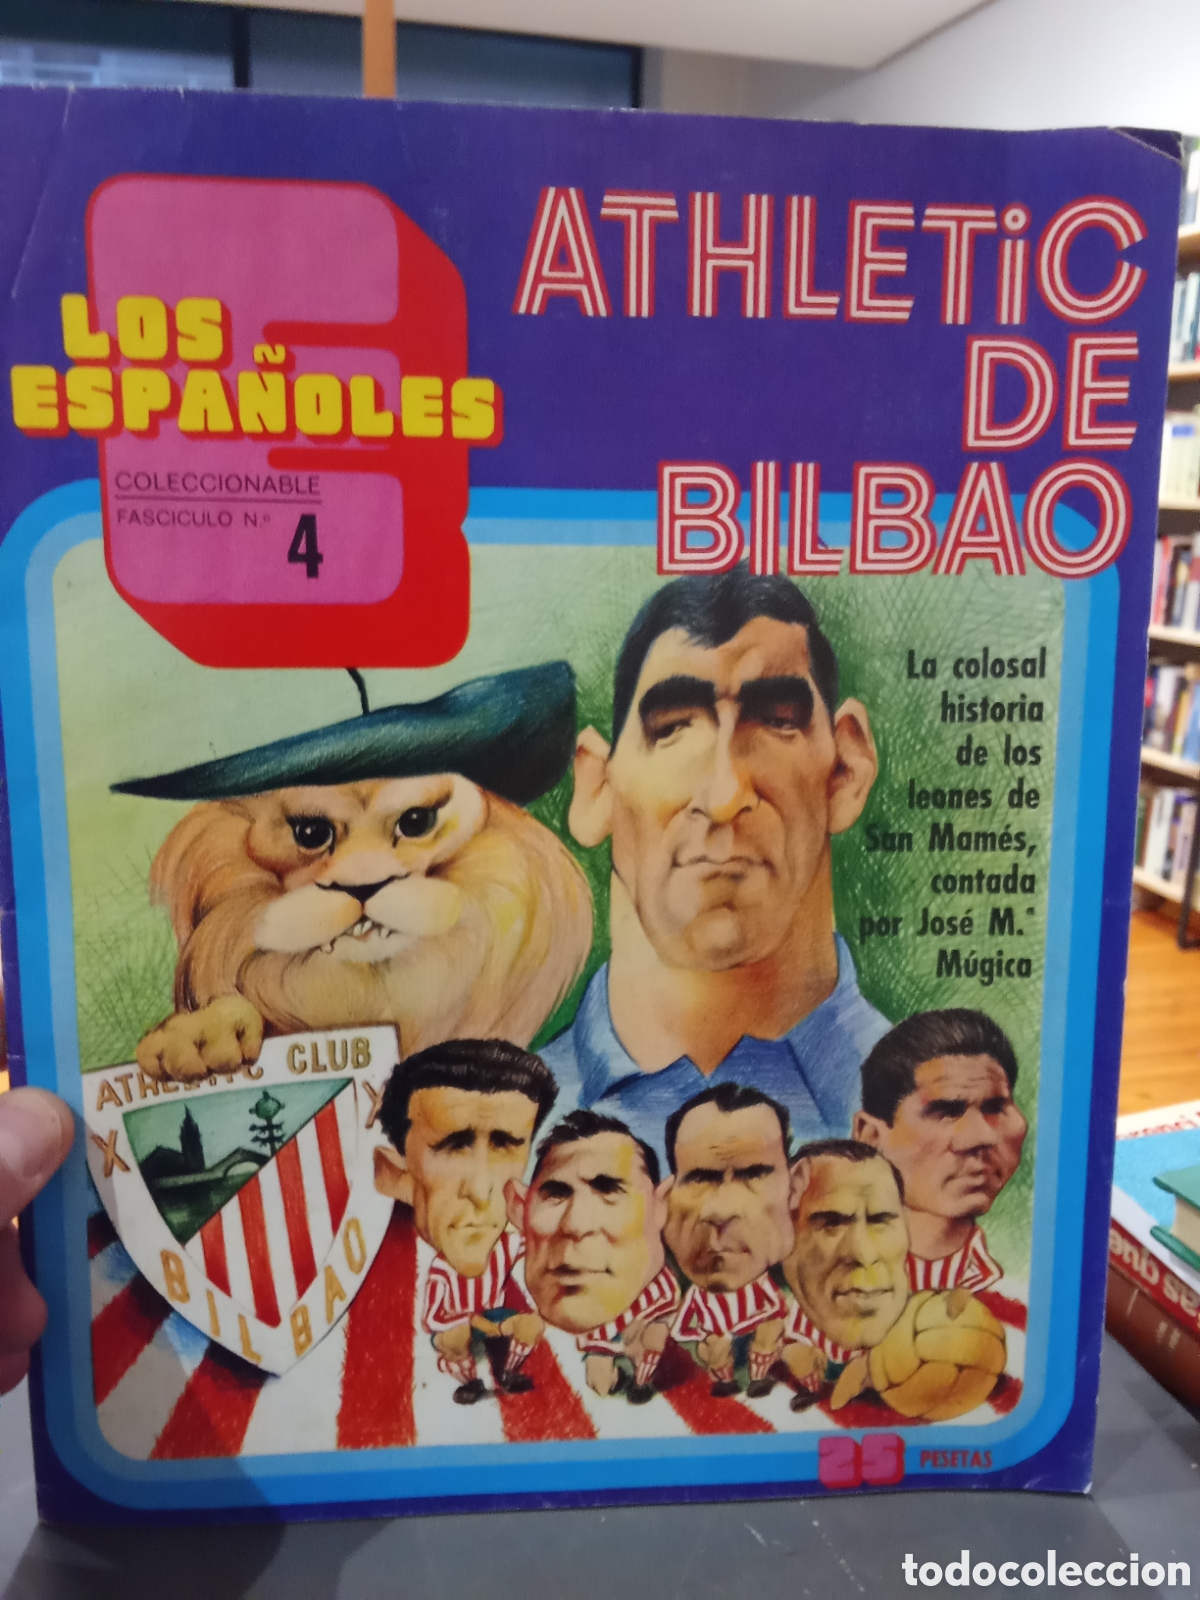 ATHLETiC
DE
BILBAO
LOS
ESPAÑOLES
COLECCIONABLE
FASCICULO N.º 4
La colosal
historia
de los
leones de
San Mamés,
contada
por José M.ª
Múgica
ATHLETIC CLUB
BILBAO
25 PESETAS
todocoleccion